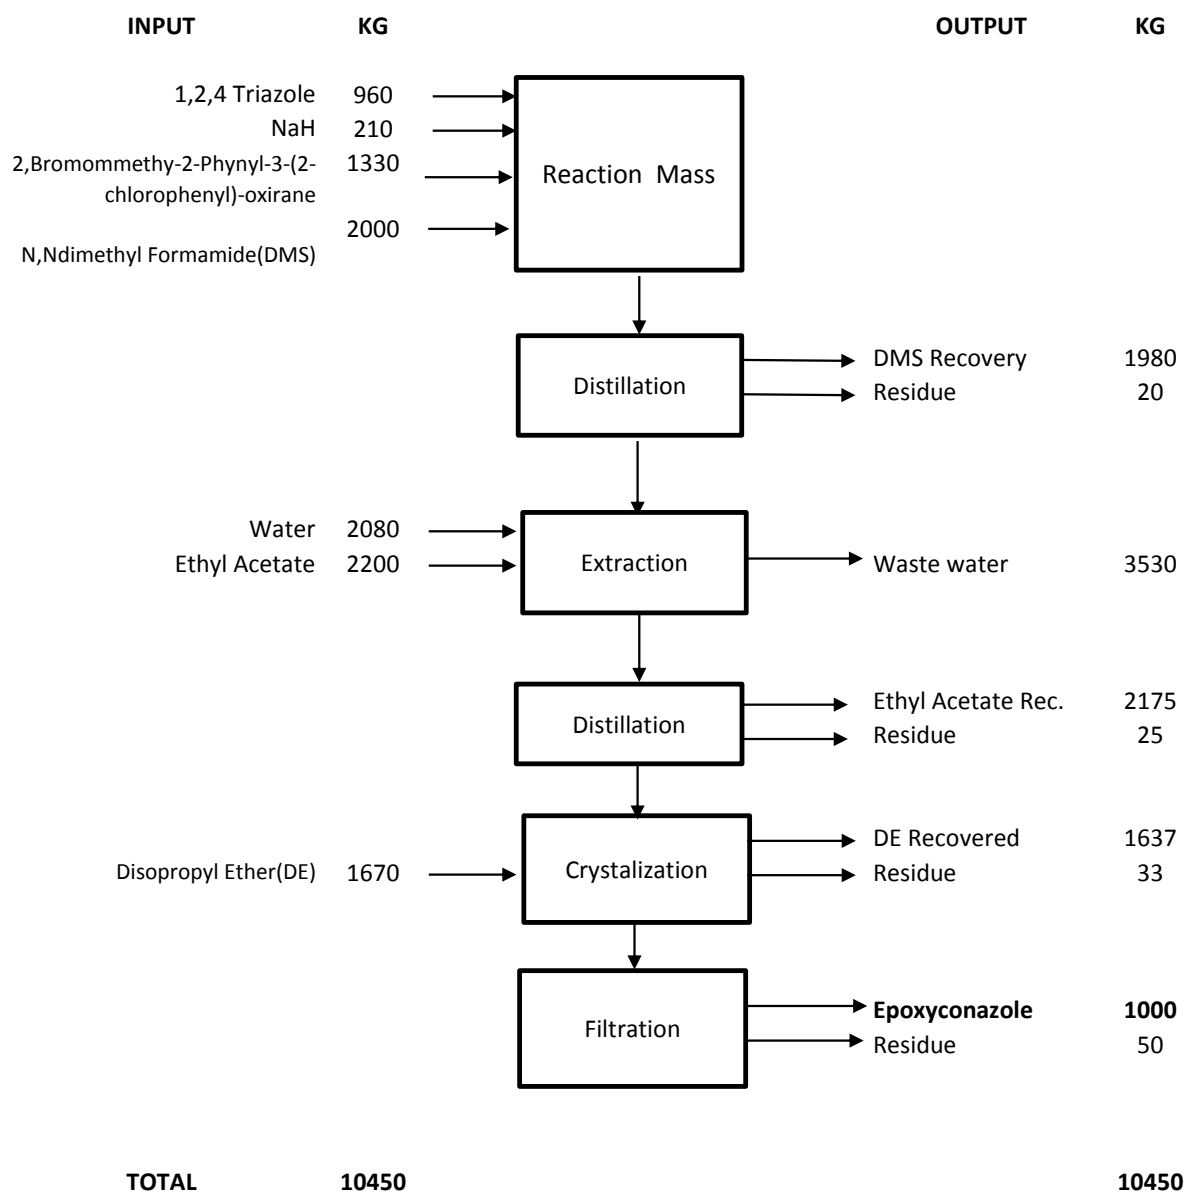 INPUT KG OUTPUT KG
1,2,4 Triazole 960
NaH 210
2,Bromommethy-2-Phynyl-3-(2- 1330
chlorophenyl)-oxirane
Reaction Mass
2000
N,Ndimethyl Formamide(DMS)
DMS Recovery 1980
Distillation
Residue 20
Water 2080
Ethyl Acetate 2200 Extraction Waste water 3530
Ethyl Acetate Rec. 2175
Distillation
Residue 25
DE Recovered 1637
Disopropyl Ether(DE) 1670 Crystalization Residue 33
Epoxyconazole 1000
Filtration
Residue 50
TOTAL 10450 10450